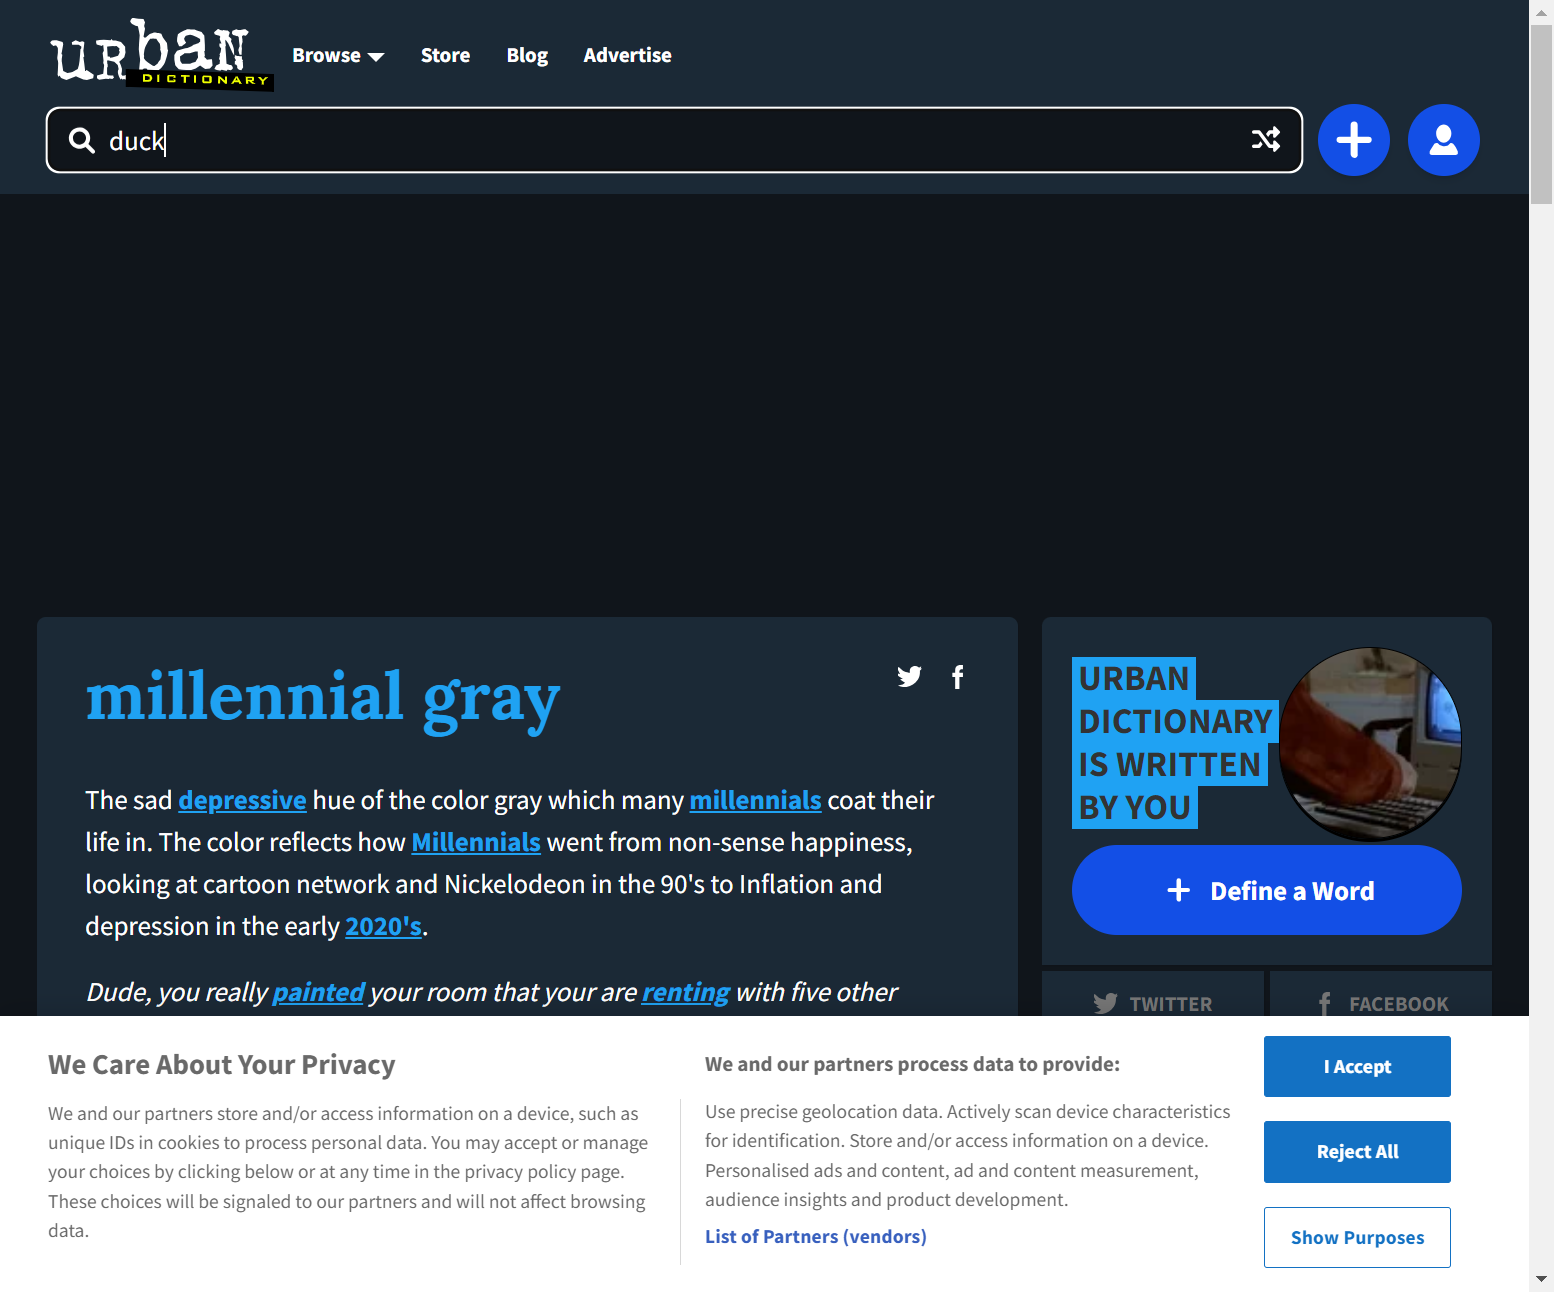 urban
DICTIONARY
Browse
Store
Blog
Advertise
duck
millennial gray
The sad depressive hue of the color gray which many millennials coat their
life in. The color reflects how Millennials went from non-sense happiness,
looking at cartoon network and Nickelodeon in the 90's to Inflation and
depression in the early 2020's.
Dude, you really painted your room that your are renting with five other
URBAN
DICTIONARY
IS WRITTEN
BY YOU
Define a Word
TWITTER
FACEBOOK
We Care About Your Privacy
We and our partners store and/or access information on a device, such as
unique IDs in cookies to process personal data. You may accept or manage
your choices by clicking below or at any time in the privacy policy page.
These choices will be signaled to our partners and will not affect browsing
data.
We and our partners process data to provide:
Use precise geolocation data. Actively scan device characteristics
for identification. Store and/or access information on a device.
Personalised ads and content, ad and content measurement,
audience insights and product development.
List of Partners (vendors)
I Accept
Reject All
Show Purposes